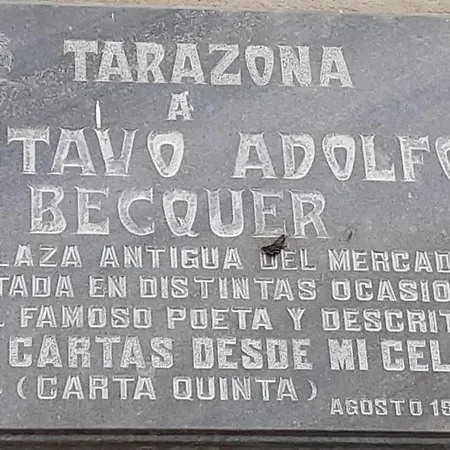 TARAZONA
A
TAVO ADOLFO
BECQUER
LAZA ANTIGUA DEL MERCAD
TADA EN DISTINTAS OCASIO
L FAMOSO POETA Y DESCRIT
CARTAS DESDE MI CEL
(CARTA QUINTA)
AGOSTO 19